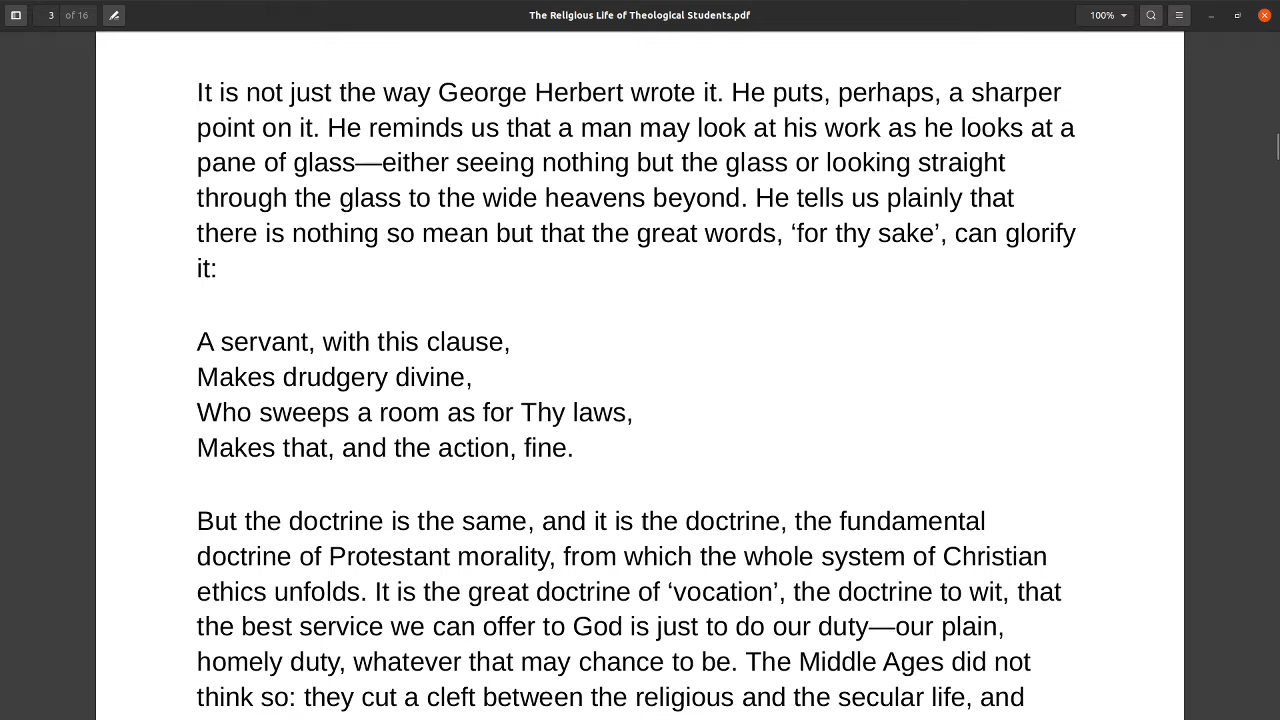 3 of 16
The Religious Life of Theological Students.pdf
100%
It is not just the way George Herbert wrote it. He puts, perhaps, a sharper
point on it. He reminds us that a man may look at his work as he looks at a
pane of glass—either seeing nothing but the glass or looking straight
through the glass to the wide heavens beyond. He tells us plainly that
there is nothing so mean but that the great words, ‘for thy sake’, can glorify
it:
A servant, with this clause,
Makes drudgery divine,
Who sweeps a room as for Thy laws,
Makes that, and the action, fine.
But the doctrine is the same, and it is the doctrine, the fundamental
doctrine of Protestant morality, from which the whole system of Christian
ethics unfolds. It is the great doctrine of ‘vocation’, the doctrine to wit, that
the best service we can offer to God is just to do our duty—our plain,
homely duty, whatever that may chance to be. The Middle Ages did not
think so: they cut a cleft between the religious and the secular life, and